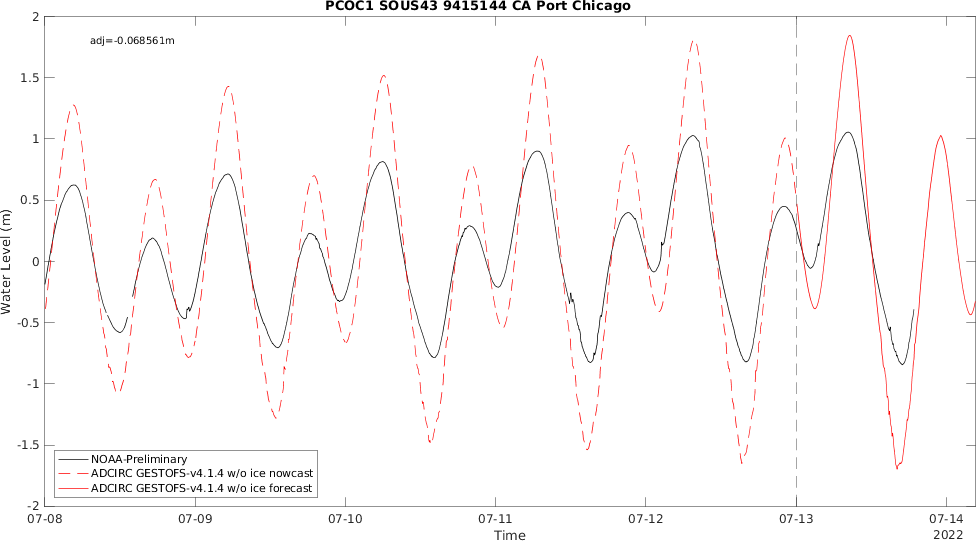 PCOC1 SOUS43 9415144 CA Port Chicago
adj=-0.068561m
2
1.5
1
0.5
0
-0.5
-1
-1.5
-2
Water Level (m)
NOAA-Preliminary
ADCIRC GESTOFS-v4.1.4 w/o ice nowcast
ADCIRC GESTOFS-v4.1.4 w/o ice forecast
07-08 07-09 07-10 07-11 07-12 07-13 07-14
Time 2022